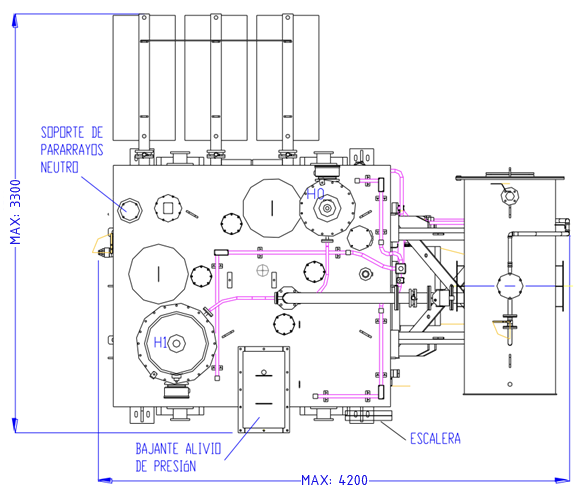 SOPORTE DE
PARARRAYOS
NEUTRO
H0
MAX: 3300
H1
BAJANTE ALIVIO
DE PRESIóN
ESCALERA
MAX: 4200